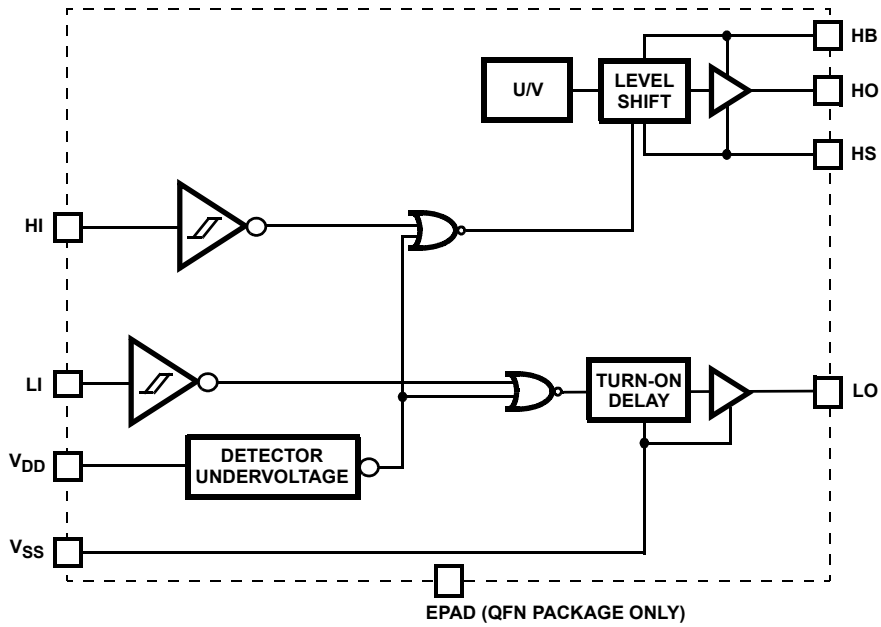 HB
U/V
LEVEL
SHIFT
HO
HS
HI
LI
TURN-ON
DELAY
LO
VDD
DETECTOR
UNDERVOLTAGE
VSS
EPAD (QFN PACKAGE ONLY)